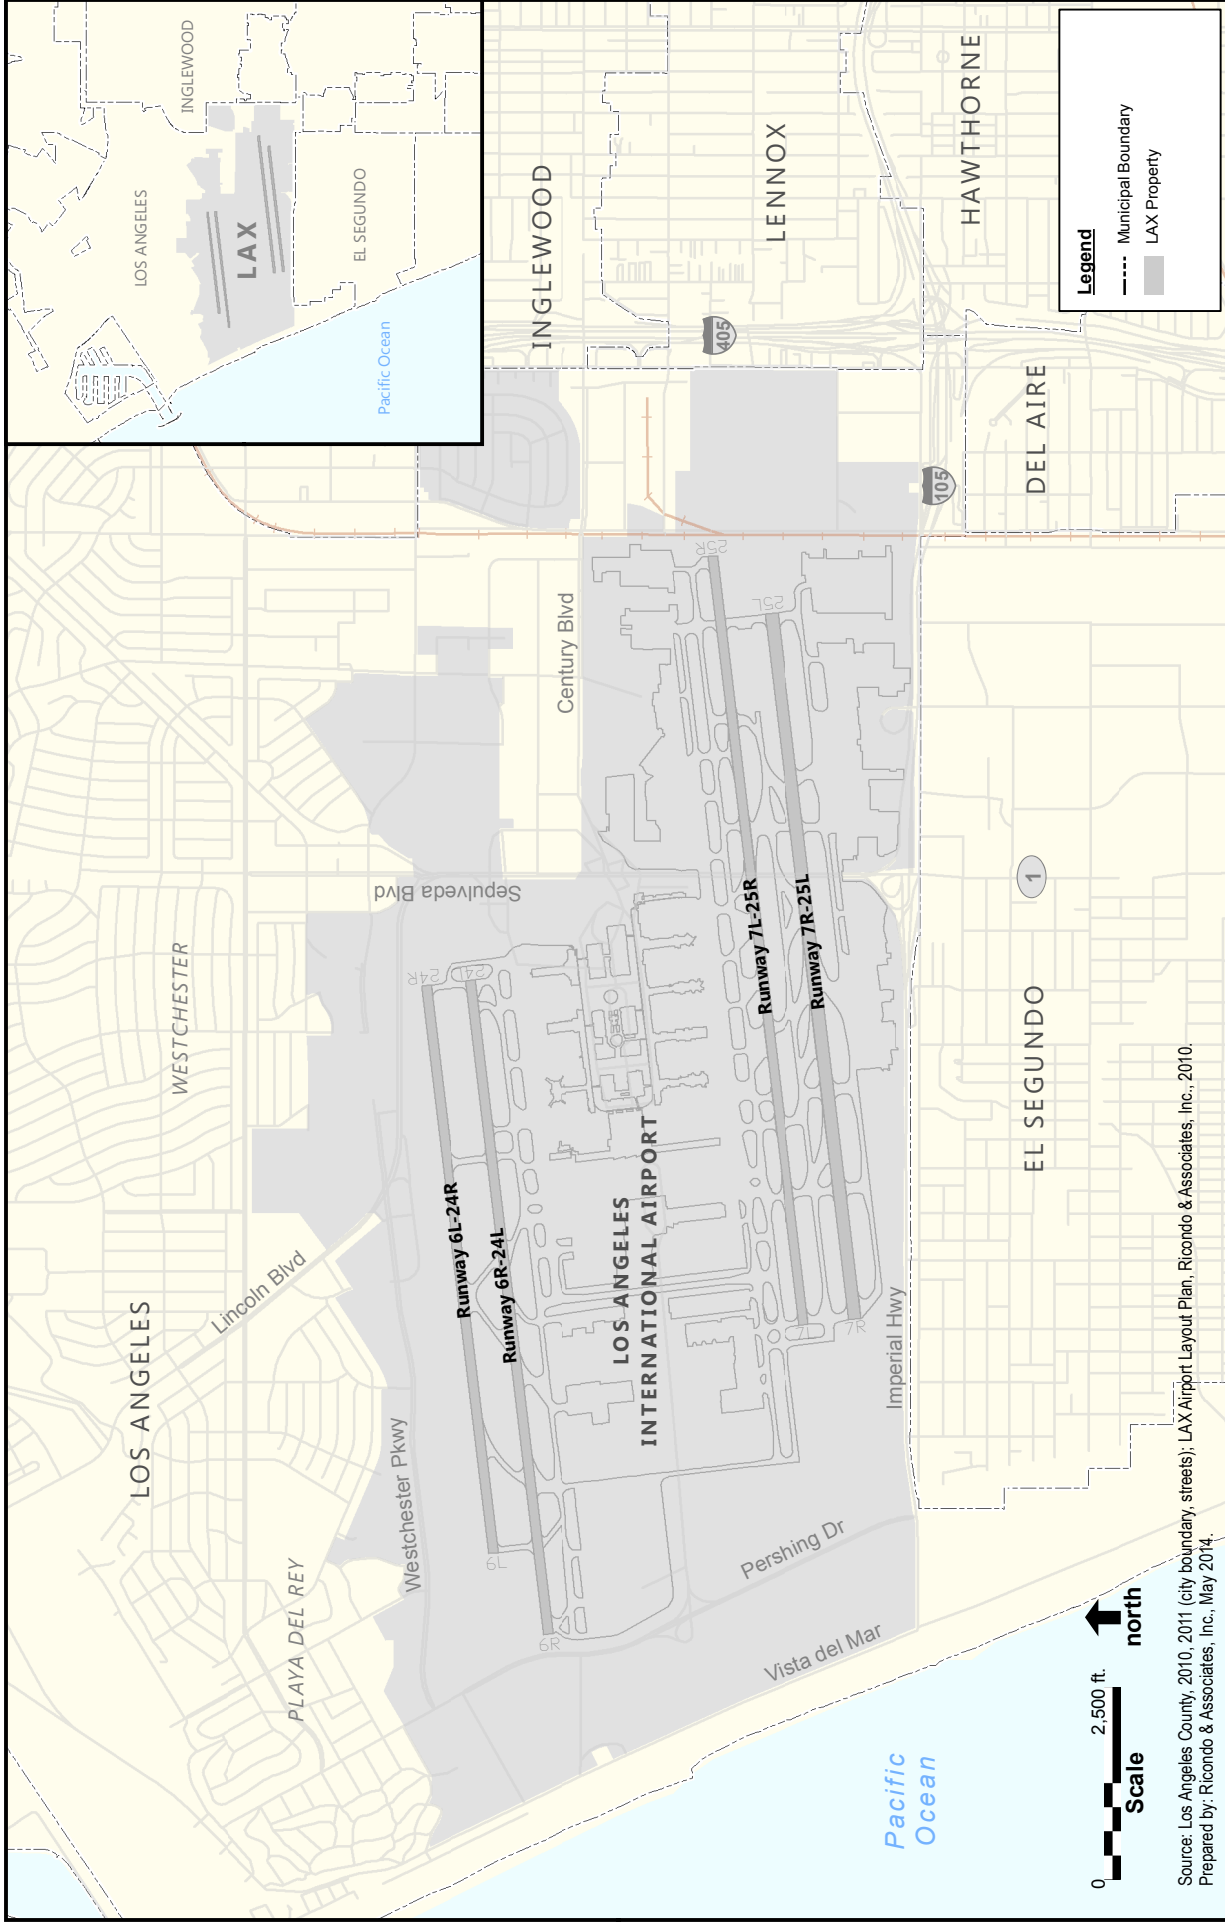 LOS ANGELES
WESTCHESTER
PLAYA DEL REY
Lincoln Blvd
Westchester Pkwy
Sepulveda Blvd
Century Blvd
24R
24L
Runway 6L-24R
Runway 6R-24L
6L
6R
LOS ANGELES
INTERNATIONAL AIRPORT
25R
25L
Runway 7L-25R
Runway 7R-25L
7L
7R
Imperial Hwy
Pershing Dr
Vista del Mar
Pacific
Ocean
EL SEGUNDO
1
INGLEWOOD
405
LENNOX
HAWTHORNE
105
DEL AIRE
LOS ANGELES
INGLEWOOD
LAX
EL SEGUNDO
Pacific Ocean
Legend
Municipal Boundary
LAX Property
0
2,500 ft.
Scale
north
Source: Los Angeles County, 2010, 2011 (city boundary, streets); LAX Airport Layout Plan, Ricondo & Associates, Inc., 2010.
Prepared by: Ricondo & Associates, Inc., May 2014.